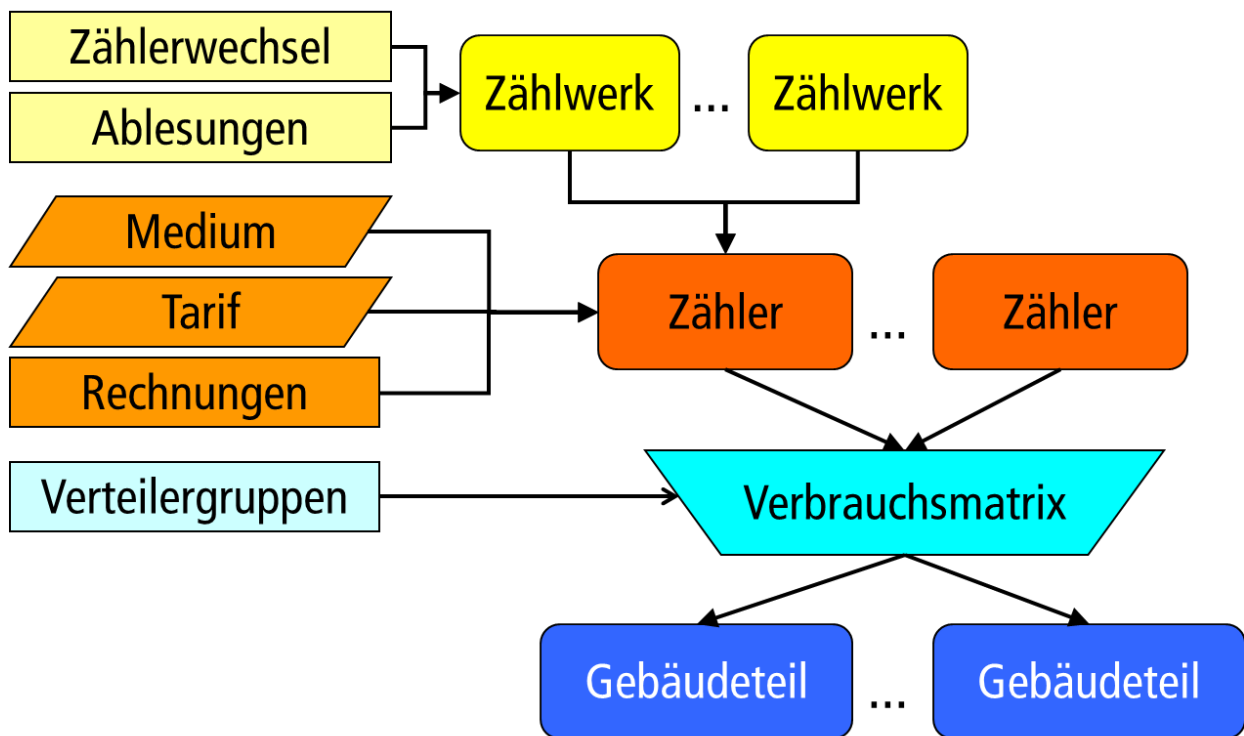 Zählerwechsel
Ablesungen
Zählwerk ... Zählwerk
Medium
Tarif
Rechnungen
Zähler ... Zähler
Verteilergruppen
Verbrauchsmatrix
Gebäudeteil ... Gebäudeteil